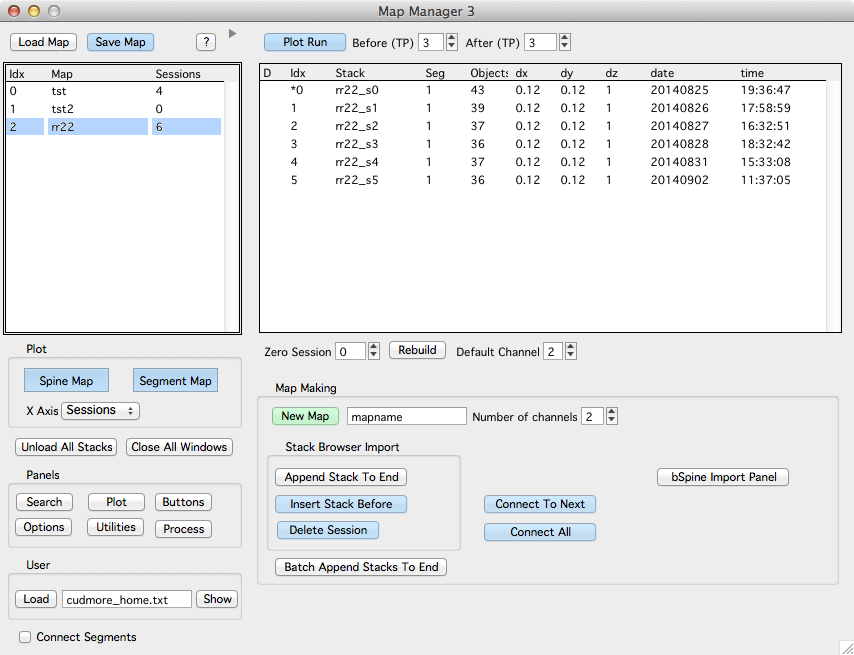 Map Manager 3
Load Map Save Map ?
Plot Run Before (TP) 3 After (TP) 3
Idx Map Sessions
0 tst 4
1 tst2 0
2 rr22 6
D Idx Stack Seg Objects dx dy dz date time
*0 rr22_s0 1 43 0.12 0.12 1 20140825 19:36:47
1 rr22_s1 1 39 0.12 0.12 1 20140826 17:58:59
2 rr22_s2 1 37 0.12 0.12 1 20140827 16:32:51
3 rr22_s3 1 36 0.12 0.12 1 20140828 18:32:42
4 rr22_s4 1 37 0.12 0.12 1 20140831 15:33:08
5 rr22_s5 1 36 0.12 0.12 1 20140902 11:37:05
Plot
Spine Map Segment Map
X Axis Sessions
Unload All Stacks Close All Windows
Panels
Search Plot Buttons
Options Utilities Process
User
Load cudmore_home.txt Show
Connect Segments
Zero Session 0 Rebuild Default Channel 2
Map Making
New Map mapname Number of channels 2
Stack Browser Import
Append Stack To End
Insert Stack Before
Delete Session
Batch Append Stacks To End
Connect To Next
Connect All
bSpine Import Panel